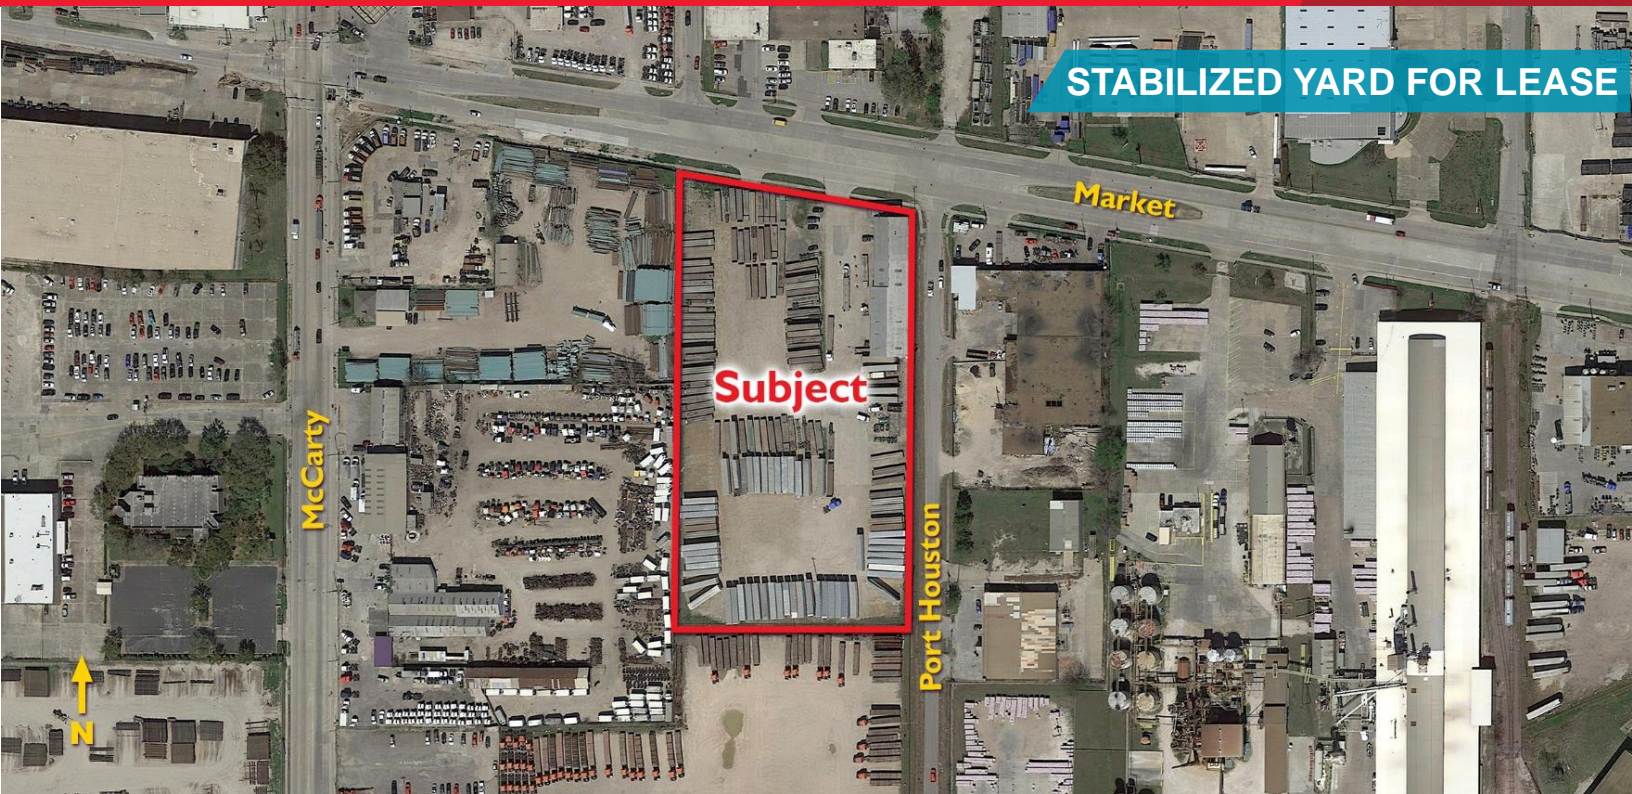 STABILIZED YARD FOR LEASE
Market
Subject
McCarty
Port Houston
N